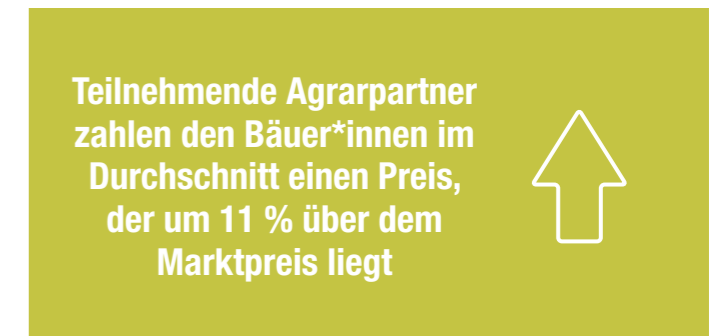 Teilnehmende Agrarpartner
zahlen den Bäuer*innen im
Durchschnitt einen Preis,
der um 11 % über dem
Marktpreis liegt